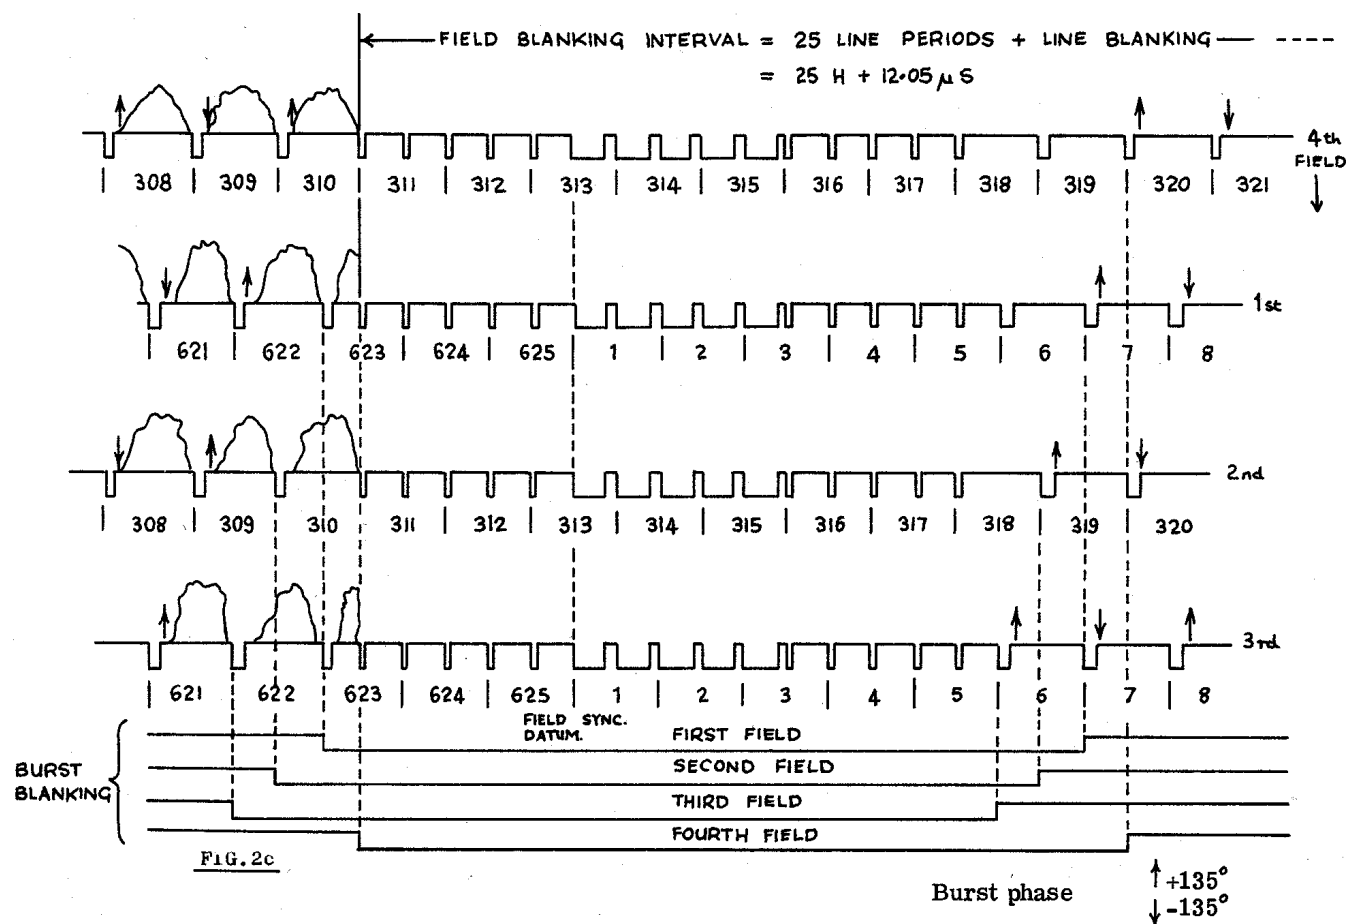 FIELD BLANKING INTERVAL = 25 LINE PERIODS + LINE BLANKING
= 25 H + 12·05 μS
4th
FIELD
308 309 310 311 312 313 314 315 316 317 318 319 320 321
1st
621 622 623 624 625 1 2 3 4 5 6 7 8
2nd
308 309 310 311 312 313 314 315 316 317 318 319 320
3rd
621 622 623 624 625 1 2 3 4 5 6 7 8
FIELD SYNC.
DATUM.
FIRST FIELD
BURST
BLANKING
SECOND FIELD
THIRD FIELD
FOURTH FIELD
FIG. 2c
Burst phase
+135°
-135°